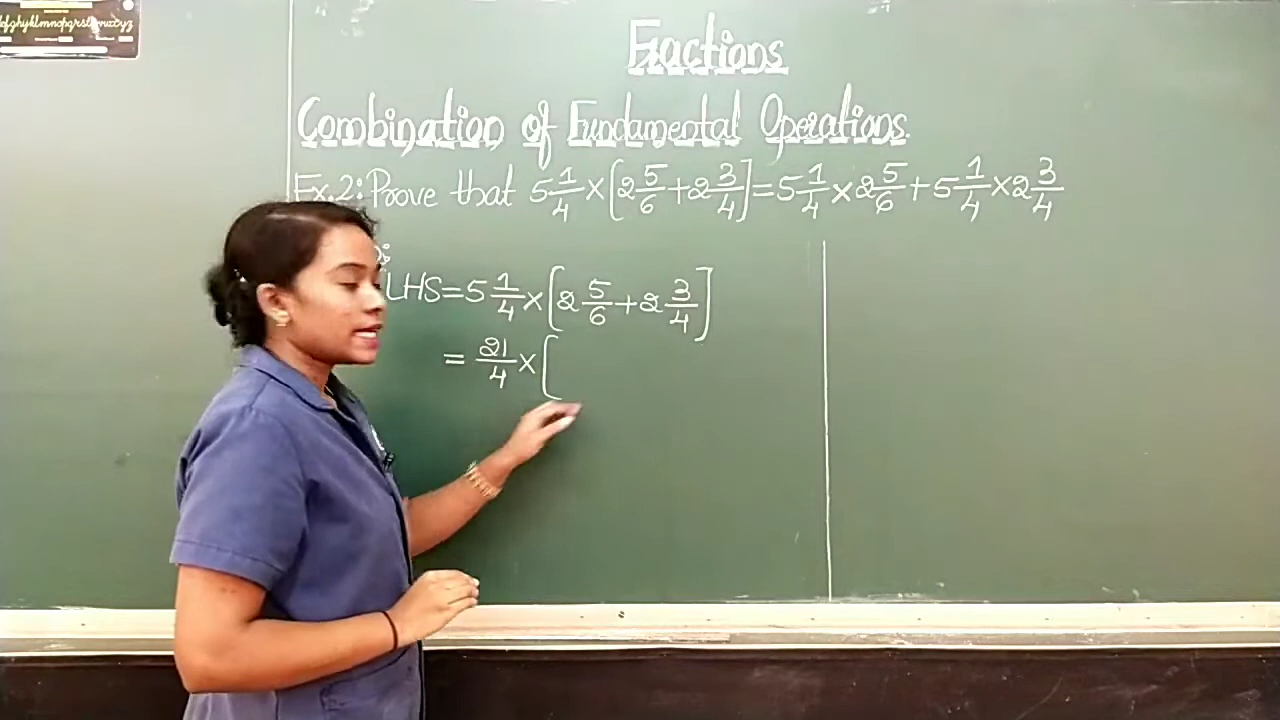 Fractions
Combination of Fundamental Operations.
Ex.2: Prove that 5 1/4 × [2 5/6 + 2 3/4] = 5 1/4 × 2 5/6 + 5 1/4 × 2 3/4
LHS = 5 1/4 × [2 5/6 + 2 3/4]
= 21/4 × [